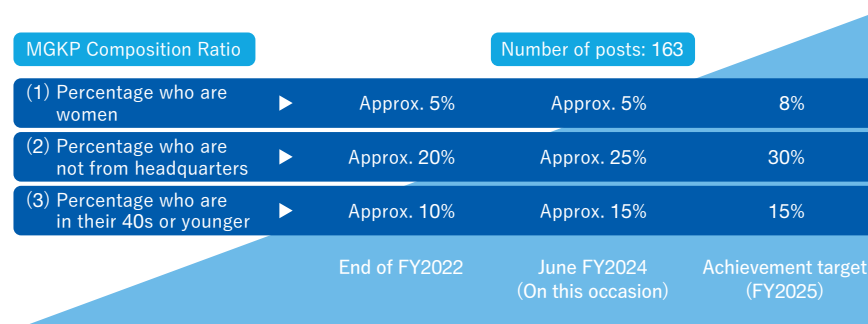 MGKP Composition Ratio
Number of posts: 163
(1) Percentage who are
women
▶ Approx. 5% Approx. 5% 8%
(2) Percentage who are
not from headquarters
▶ Approx. 20% Approx. 25% 30%
(3) Percentage who are
in their 40s or younger
▶ Approx. 10% Approx. 15% 15%
End of FY2022
June FY2024
(On this occasion)
Achievement target
(FY2025)